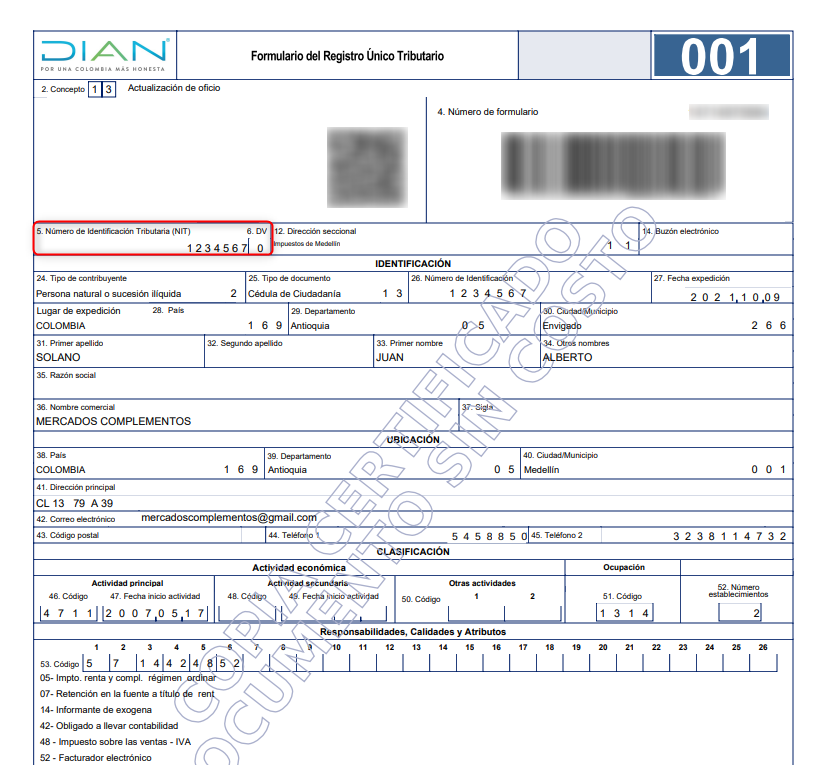 DIAN
POR UNA COLOMBIA MÁS HONESTA
Formulario del Registro Único Tributario
001
2. Concepto 1 3 Actualización de oficio
4. Número de formulario
5. Número de Identificación Tributaria (NIT) 6. DV 12. Dirección seccional 14. Buzón electrónico
1 2 3 4 5 6 7 0 Impuestos de Medellín 1 1
IDENTIFICACIÓN
24. Tipo de contribuyente 25. Tipo de documento 26. Número de Identificación 27. Fecha expedición
Persona natural o sucesión ilíquida 2 Cédula de Ciudadanía 1 3 1 2 3 4 5 6 7 2 0 2 1 1 0 0 9
Lugar de expedición 28. País 29. Departamento 30. Ciudad/Municipio
COLOMBIA 1 6 9 Antioquia 0 5 Envigado 2 6 6
31. Primer apellido 32. Segundo apellido 33. Primer nombre 34. Otros nombres
SOLANO JUAN ALBERTO
35. Razón social
36. Nombre comercial 37. Sigla
MERCADOS COMPLEMENTOS
UBICACIÓN
38. País 39. Departamento 40. Ciudad/Municipio
COLOMBIA 1 6 9 Antioquia 0 5 Medellín 0 0 1
41. Dirección principal
CL 13 79 A 39
42. Correo electrónico mercadoscomplementos@gmail.com
43. Código postal 44. Teléfono 1 5 4 5 8 8 5 0 45. Teléfono 2 3 2 3 8 1 1 4 7 3 2
CLASIFICACIÓN
Actividad económica Ocupación
Actividad principal Actividad secundaria Otras actividades 52. Número establecimientos
46. Código 47. Fecha inicio actividad 48. Código 49. Fecha inicio actividad 50. Código 1 2 51. Código
4 7 1 1 2 0 0 7 0 5 1 7 1 3 1 4 2
Responsabilidades, Calidades y Atributos
1 2 3 4 5 6 7 8 9 10 11 12 13 14 15 16 17 18 19 20 21 22 23 24 25 26
53. Código 5 7 1 4 4 2 4 8 5 2
05- Impto. renta y compl. régimen ordinar
07- Retención en la fuente a título de rent
14- Informante de exogena
42- Obligado a llevar contabilidad
48 - Impuesto sobre las ventas - IVA
52 - Facturador electrónico
COPIA CERTIFICADO
DOCUMENTO SIN COSTO